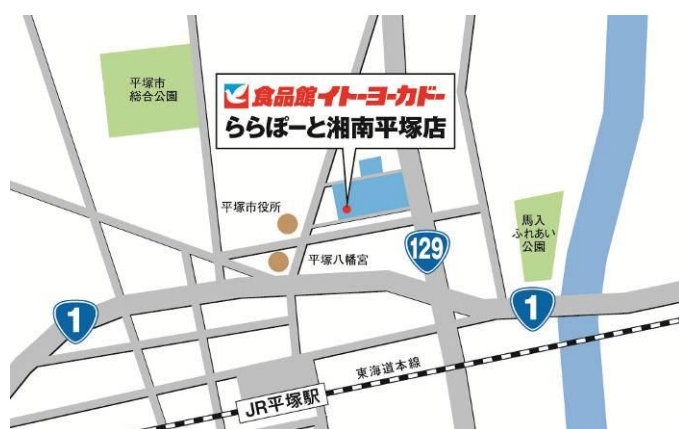 平塚市
総合公園
食品館イトーヨーカドー
ららぽーと湘南平塚店
平塚市役所
平塚八幡宮
129
馬入
ふれあい
公園
1
1
東海道本線
JR平塚駅